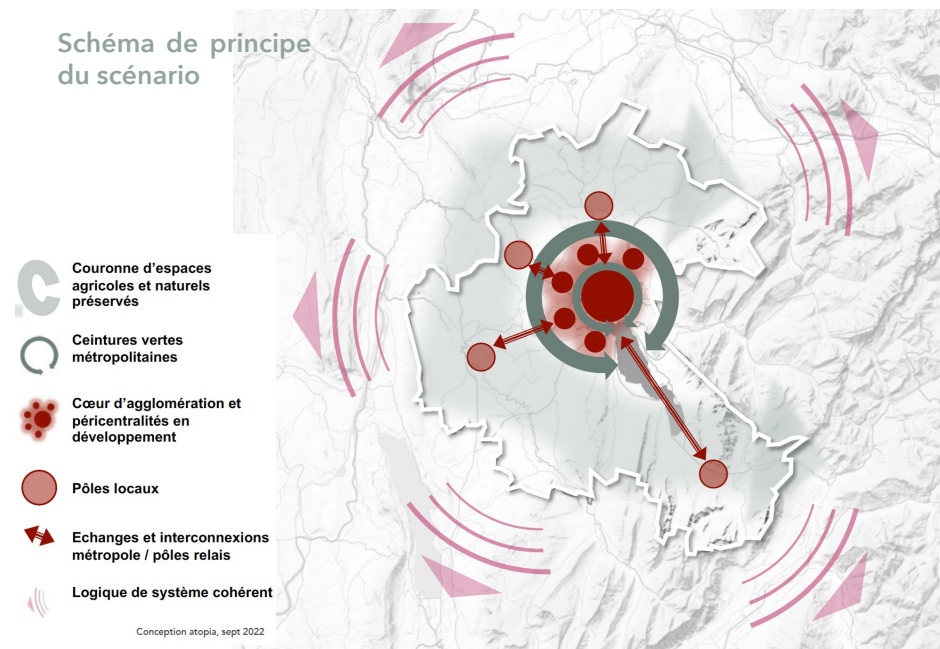 Schéma de principe
du scénario
Couronne d’espaces
agricoles et naturels
préservés
Ceintures vertes
métropolitaines
Cœur d’agglomération et
péricentralités en
développement
Pôles locaux
Echanges et interconnexions
métropole / pôles relais
Logique de système cohérent
Conception atopia, sept 2022